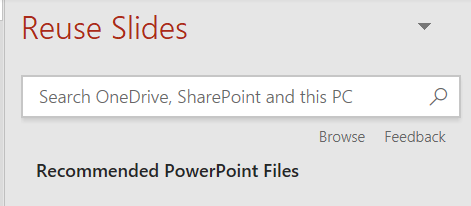 Reuse Slides
Search OneDrive, SharePoint and this PC
Browse Feedback
Recommended PowerPoint Files